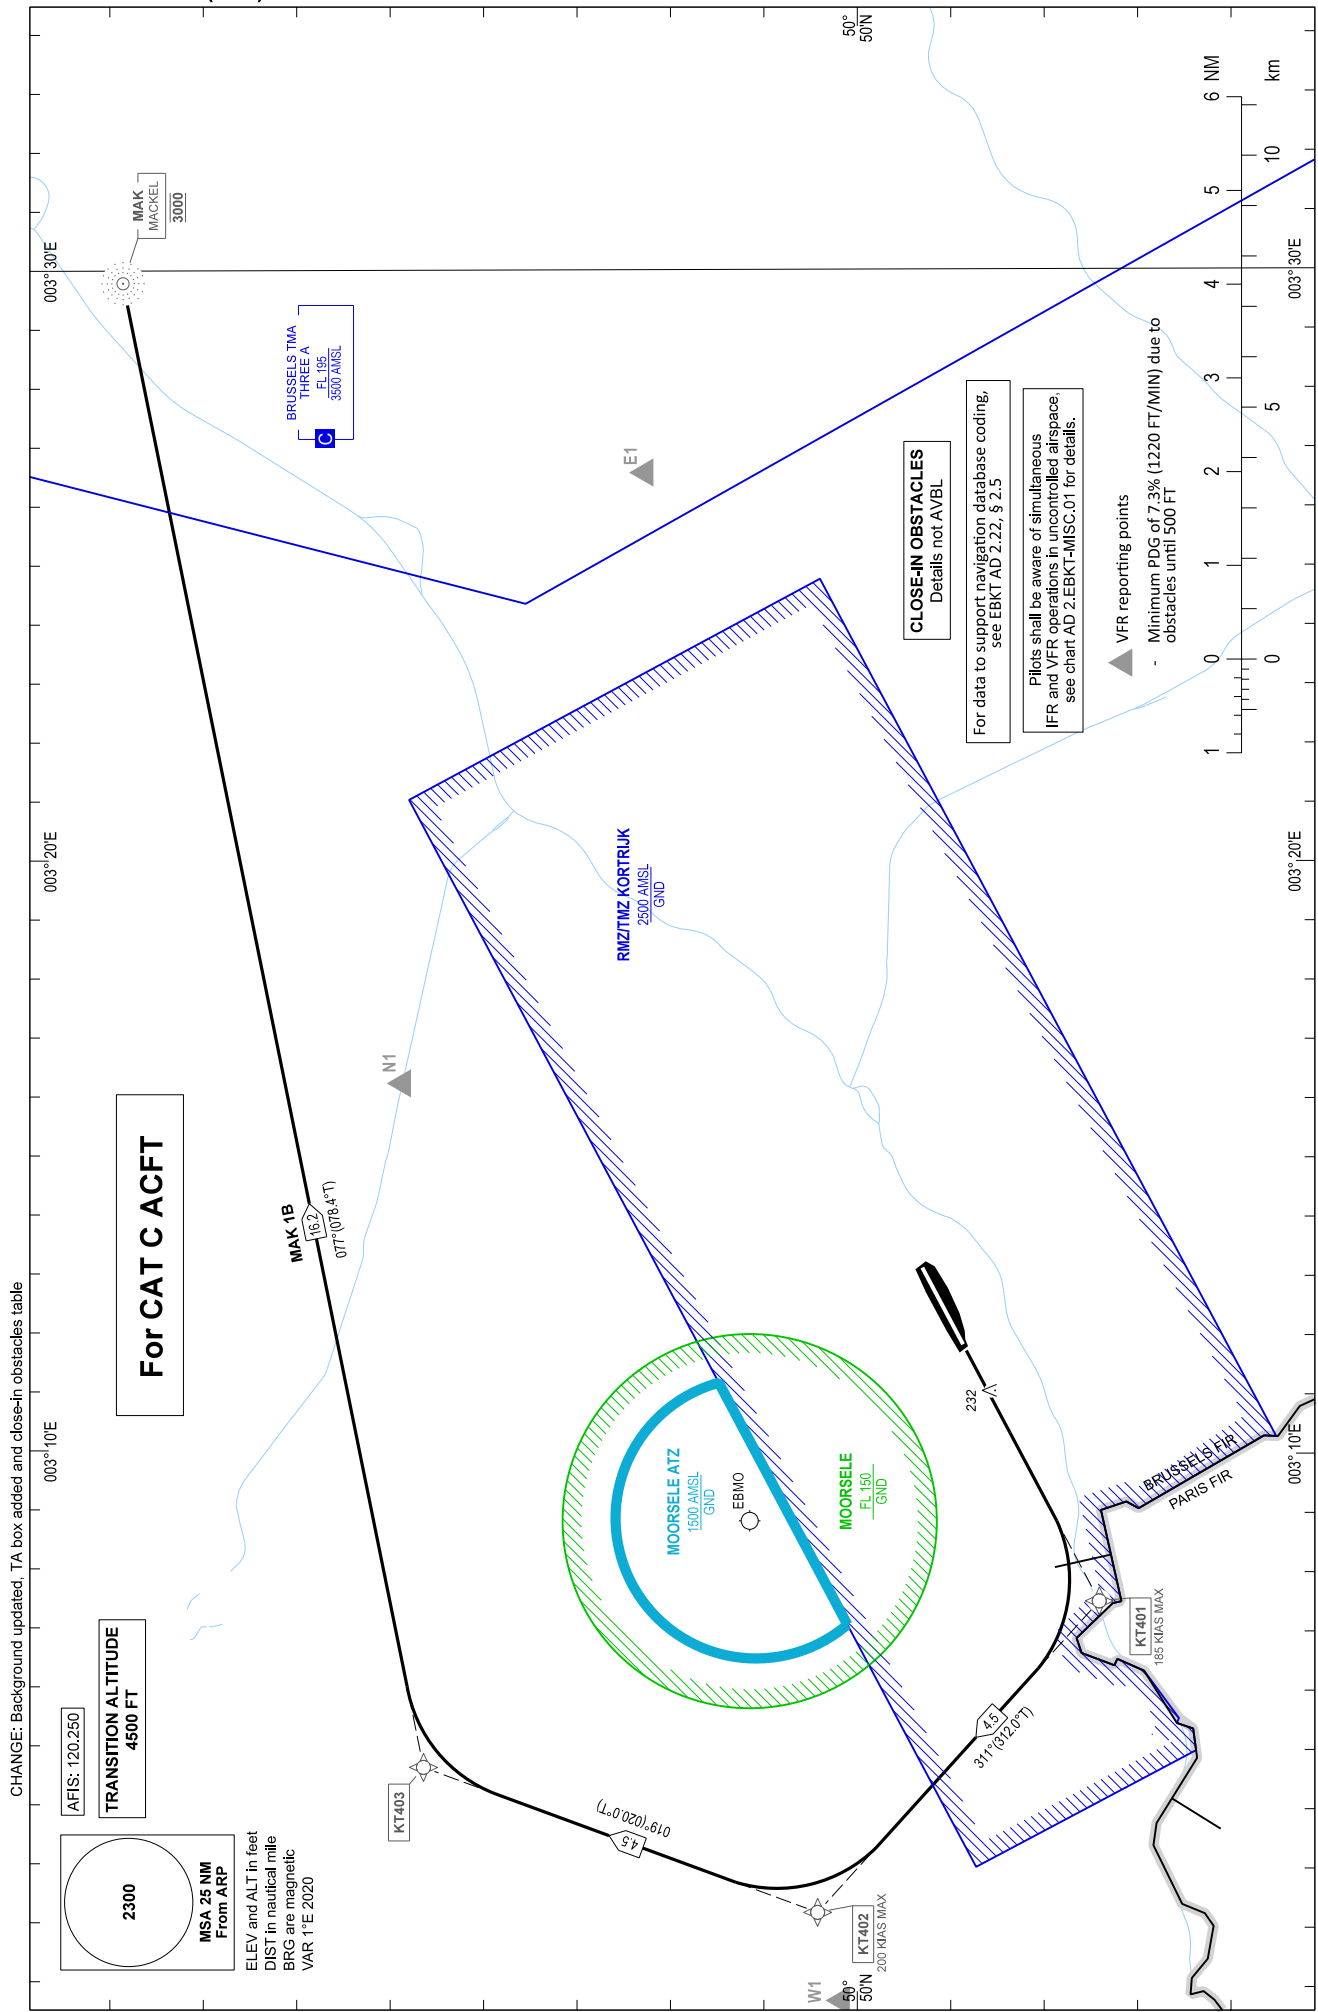 CHANGE: Background updated, TA box added and close-in obstacles table
2300
MSA 25 NM
From ARP
ELEV and ALT in feet
DIST in nautical mile
BRG are magnetic
VAR 1°E 2020
AFIS: 120.250
TRANSITION ALTITUDE
4500 FT
For CAT C ACFT
003°10'E
003°20'E
003°30'E
MAK
MACKEL
3000
BRUSSELS TMA
THREE A
FL 195
3500 AMSL
C
MAK 1B
16.2
077°(078.4°T)
N1
E1
KT403
4.5
019°(020.0°T)
RMZ/TMZ KORTRIJK
2500 AMSL
GND
MOORSELE ATZ
1500 AMSL
GND
EBMO
MOORSELE
FL 150
GND
W1
50°
50'N
50°
50'N
KT402
200 KIAS MAX
4.5
311°(312.0°T)
232
KT401
185 KIAS MAX
BRUSSELS FIR
PARIS FIR
CLOSE-IN OBSTACLES
Details not AVBL
For data to support navigation database coding,
see EBKT AD 2.22, § 2.5
Pilots shall be aware of simultaneous
IFR and VFR operations in uncontrolled airspace,
see chart AD 2.EBKT-MISC.01 for details.
VFR reporting points
- Minimum PDG of 7.3% (1220 FT/MIN) due to
obstacles until 500 FT
1 0 1 2 3 4 5 6 NM
0 5 10 km
003°10'E
003°20'E
003°30'E